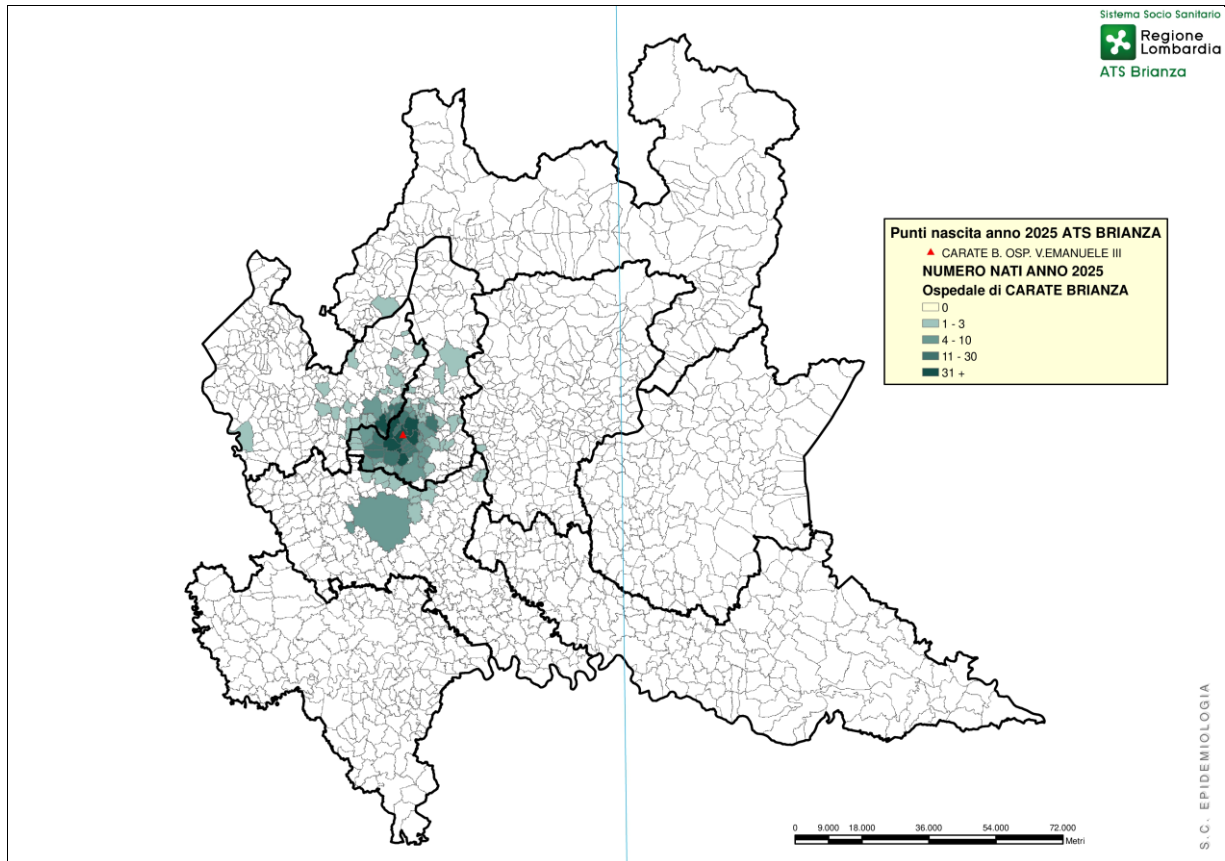 Sistema Socio Sanitario
Regione
Lombardia
ATS Brianza
Punti nascita anno 2025 ATS BRIANZA
CARATE B. OSP. V.EMANUELE III
NUMERO NATI ANNO 2025
Ospedale di CARATE BRIANZA
0
1 - 3
4 - 10
11 - 30
31 +
0 9.000 18.000 36.000 54.000 72.000
Metri
S.C. EPIDEMIOLOGIA